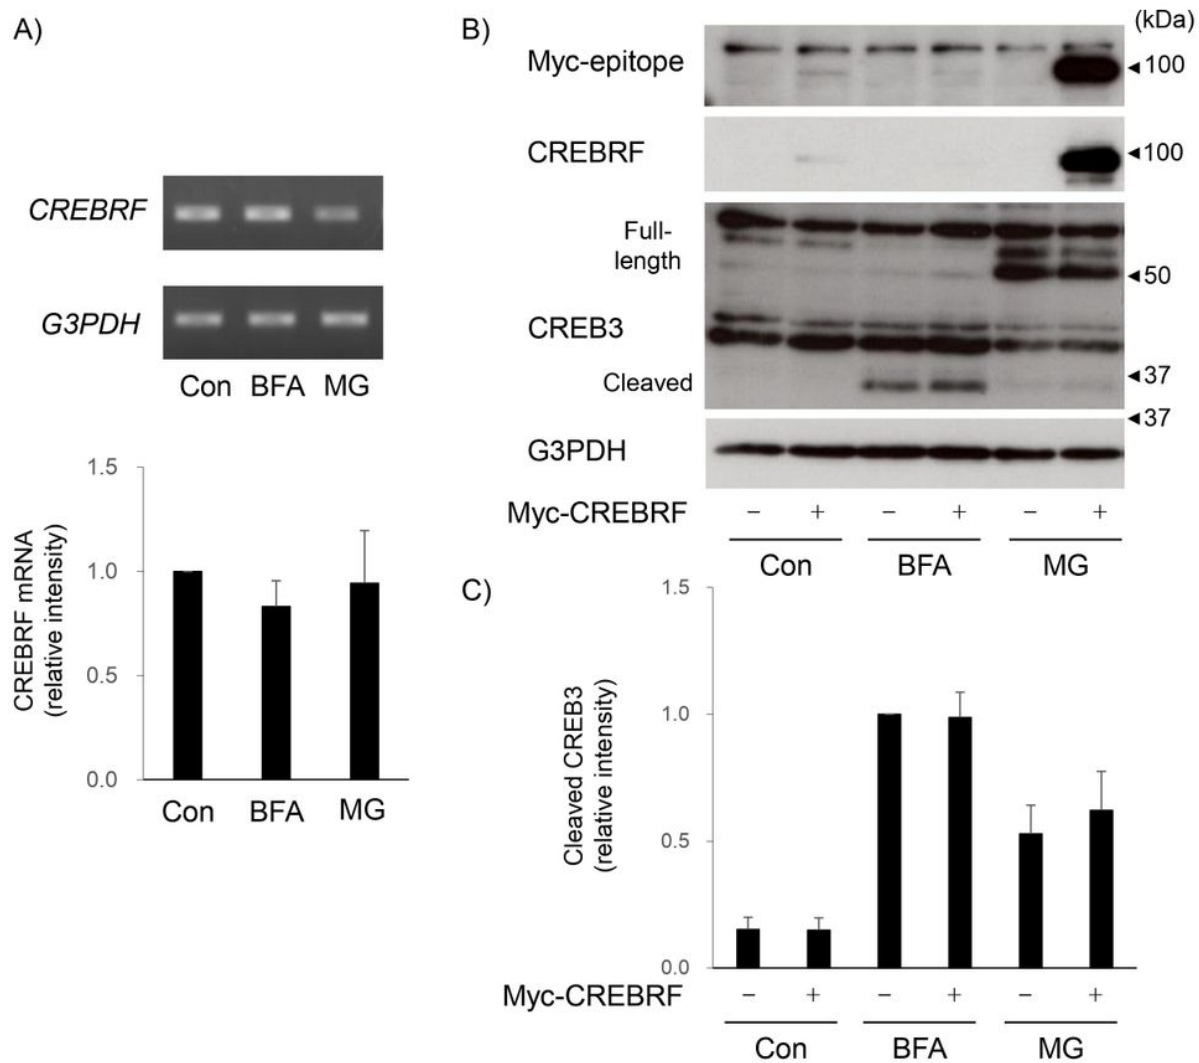 A)
CREBRF
G3PDH
Con BFA MG
1.5
1.0
0.5
0.0
CREBRF mRNA
(relative intensity)
Con BFA MG
B)
(kDa)
Myc-epitope
◄100
CREBRF
◄100
Full-
length
◄50
CREB3
Cleaved
◄37
◄37
G3PDH
Myc-CREBRF − + − + − +
Con BFA MG
C)
1.5
1.0
0.5
0.0
Cleaved CREB3
(relative intensity)
Myc-CREBRF − + − + − +
Con BFA MG